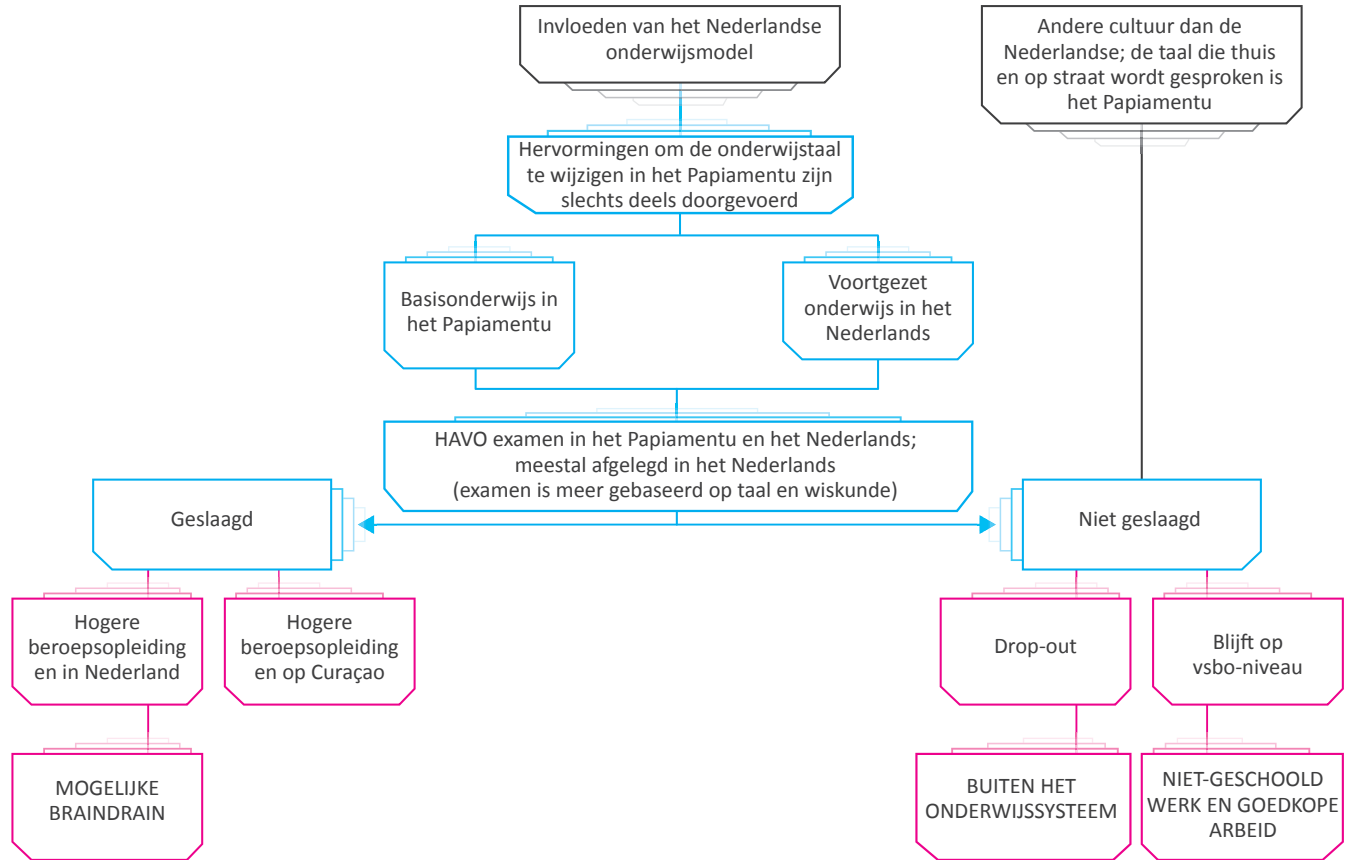 Invloeden van het Nederlandse
onderwijsmodel
Andere cultuur dan de
Nederlandse; de taal die thuis
en op straat wordt gesproken is
het Papiamentu
Hervormingen om de onderwijstaal
te wijzigen in het Papiamentu zijn
slechts deels doorgevoerd
Basisonderwijs in
het Papiamentu
Voortgezet
onderwijs in het
Nederlands
HAVO examen in het Papiamentu en het Nederlands;
meestal afgelegd in het Nederlands
(examen is meer gebaseerd op taal en wiskunde)
Geslaagd
Niet geslaagd
Hogere
beroepsopleiding
en in Nederland
Hogere
beroepsopleiding
en op Curaçao
Drop-out
Blijft op
vsbo-niveau
MOGELIJKE
BRAINDRAIN
BUITEN HET
ONDERWIJSSYSTEEM
NIET-GESCHOOLD
WERK EN GOEDKOPE
ARBEID